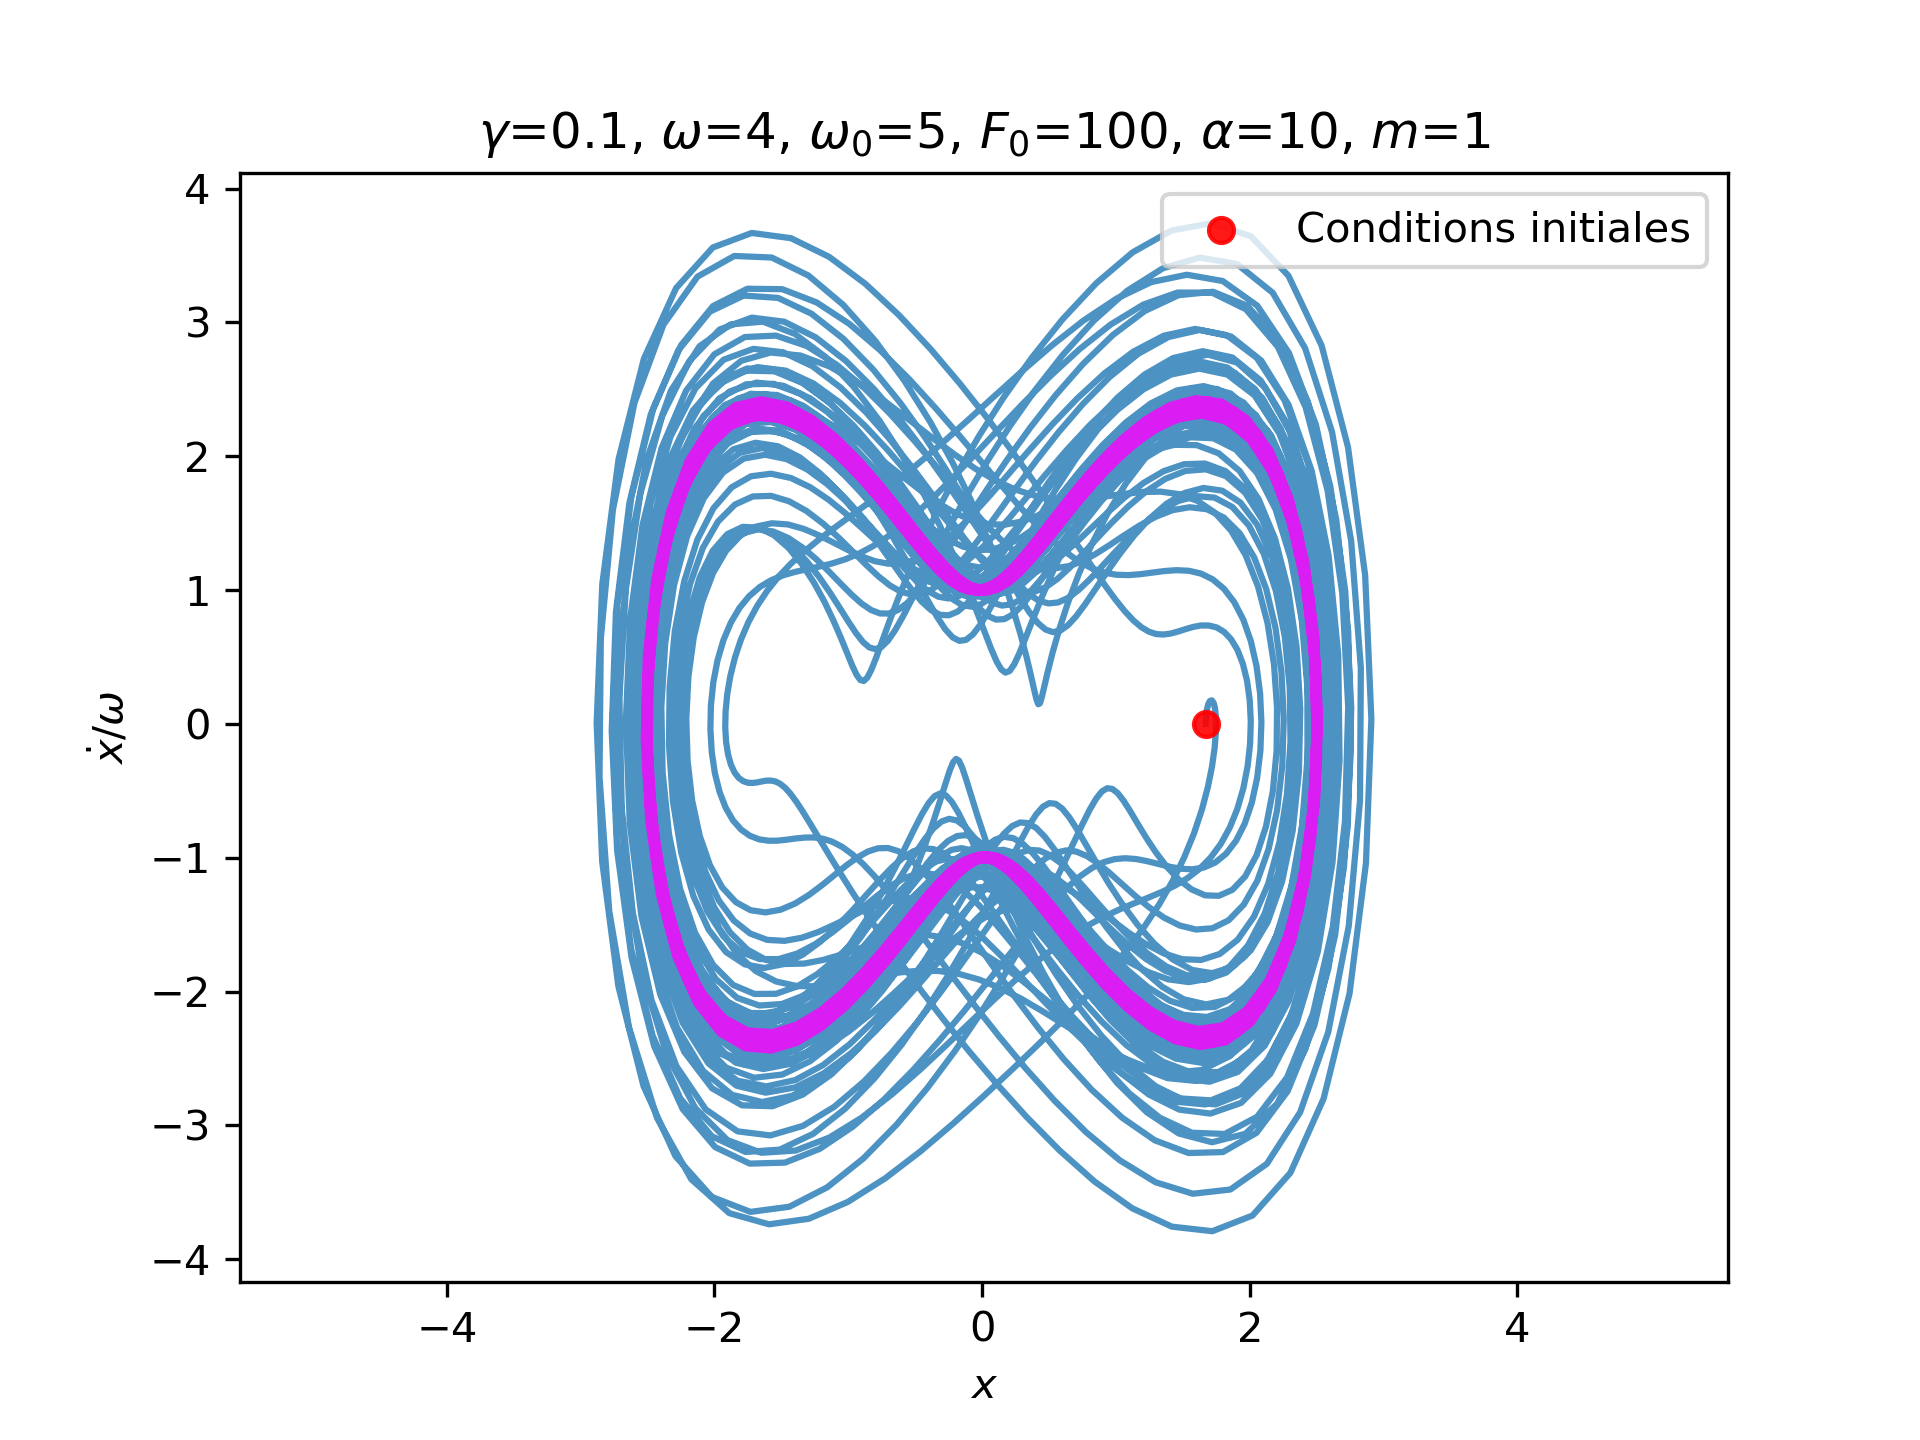 γ=0.1, ω=4, ω₀=5, F₀=100, α=10, m=1
Conditions initiales
4
3
2
1
0
−1
−2
−3
−4
ẋ/ω
−4 −2 0 2 4
x